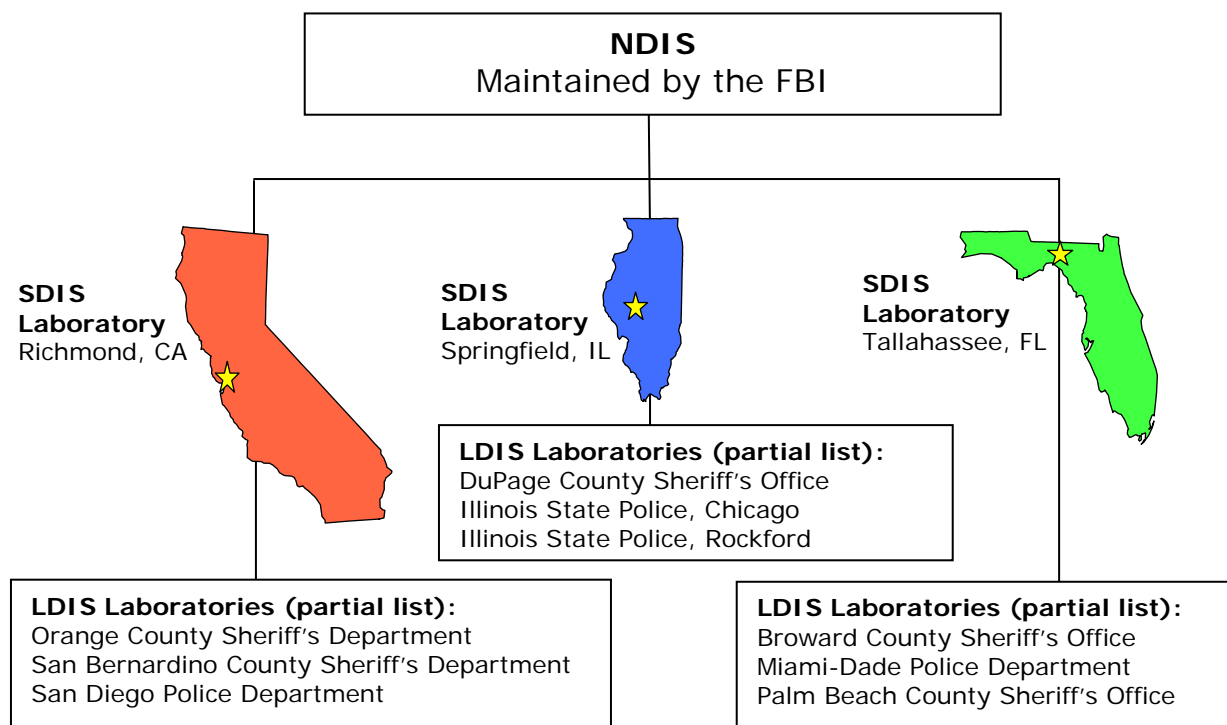 NDIS
Maintained by the FBI
SDIS
Laboratory
Richmond, CA
SDIS
Laboratory
Springfield, IL
SDIS
Laboratory
Tallahassee, FL
LDIS Laboratories (partial list):
DuPage County Sheriff's Office
Illinois State Police, Chicago
Illinois State Police, Rockford
LDIS Laboratories (partial list):
Orange County Sheriff's Department
San Bernardino County Sheriff's Department
San Diego Police Department
LDIS Laboratories (partial list):
Broward County Sheriff's Office
Miami-Dade Police Department
Palm Beach County Sheriff's Office